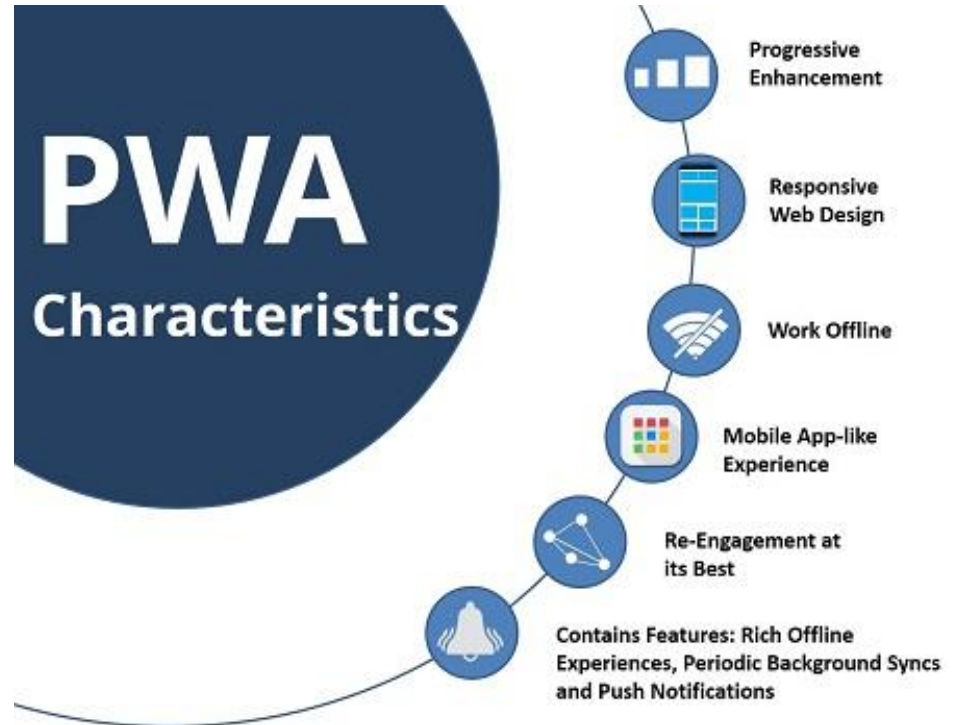 PWA
Characteristics
Progressive
Enhancement
Responsive
Web Design
Work Offline
Mobile App-like
Experience
Re-Engagement at
its Best
Contains Features: Rich Offline
Experiences, Periodic Background Syncs
and Push Notifications